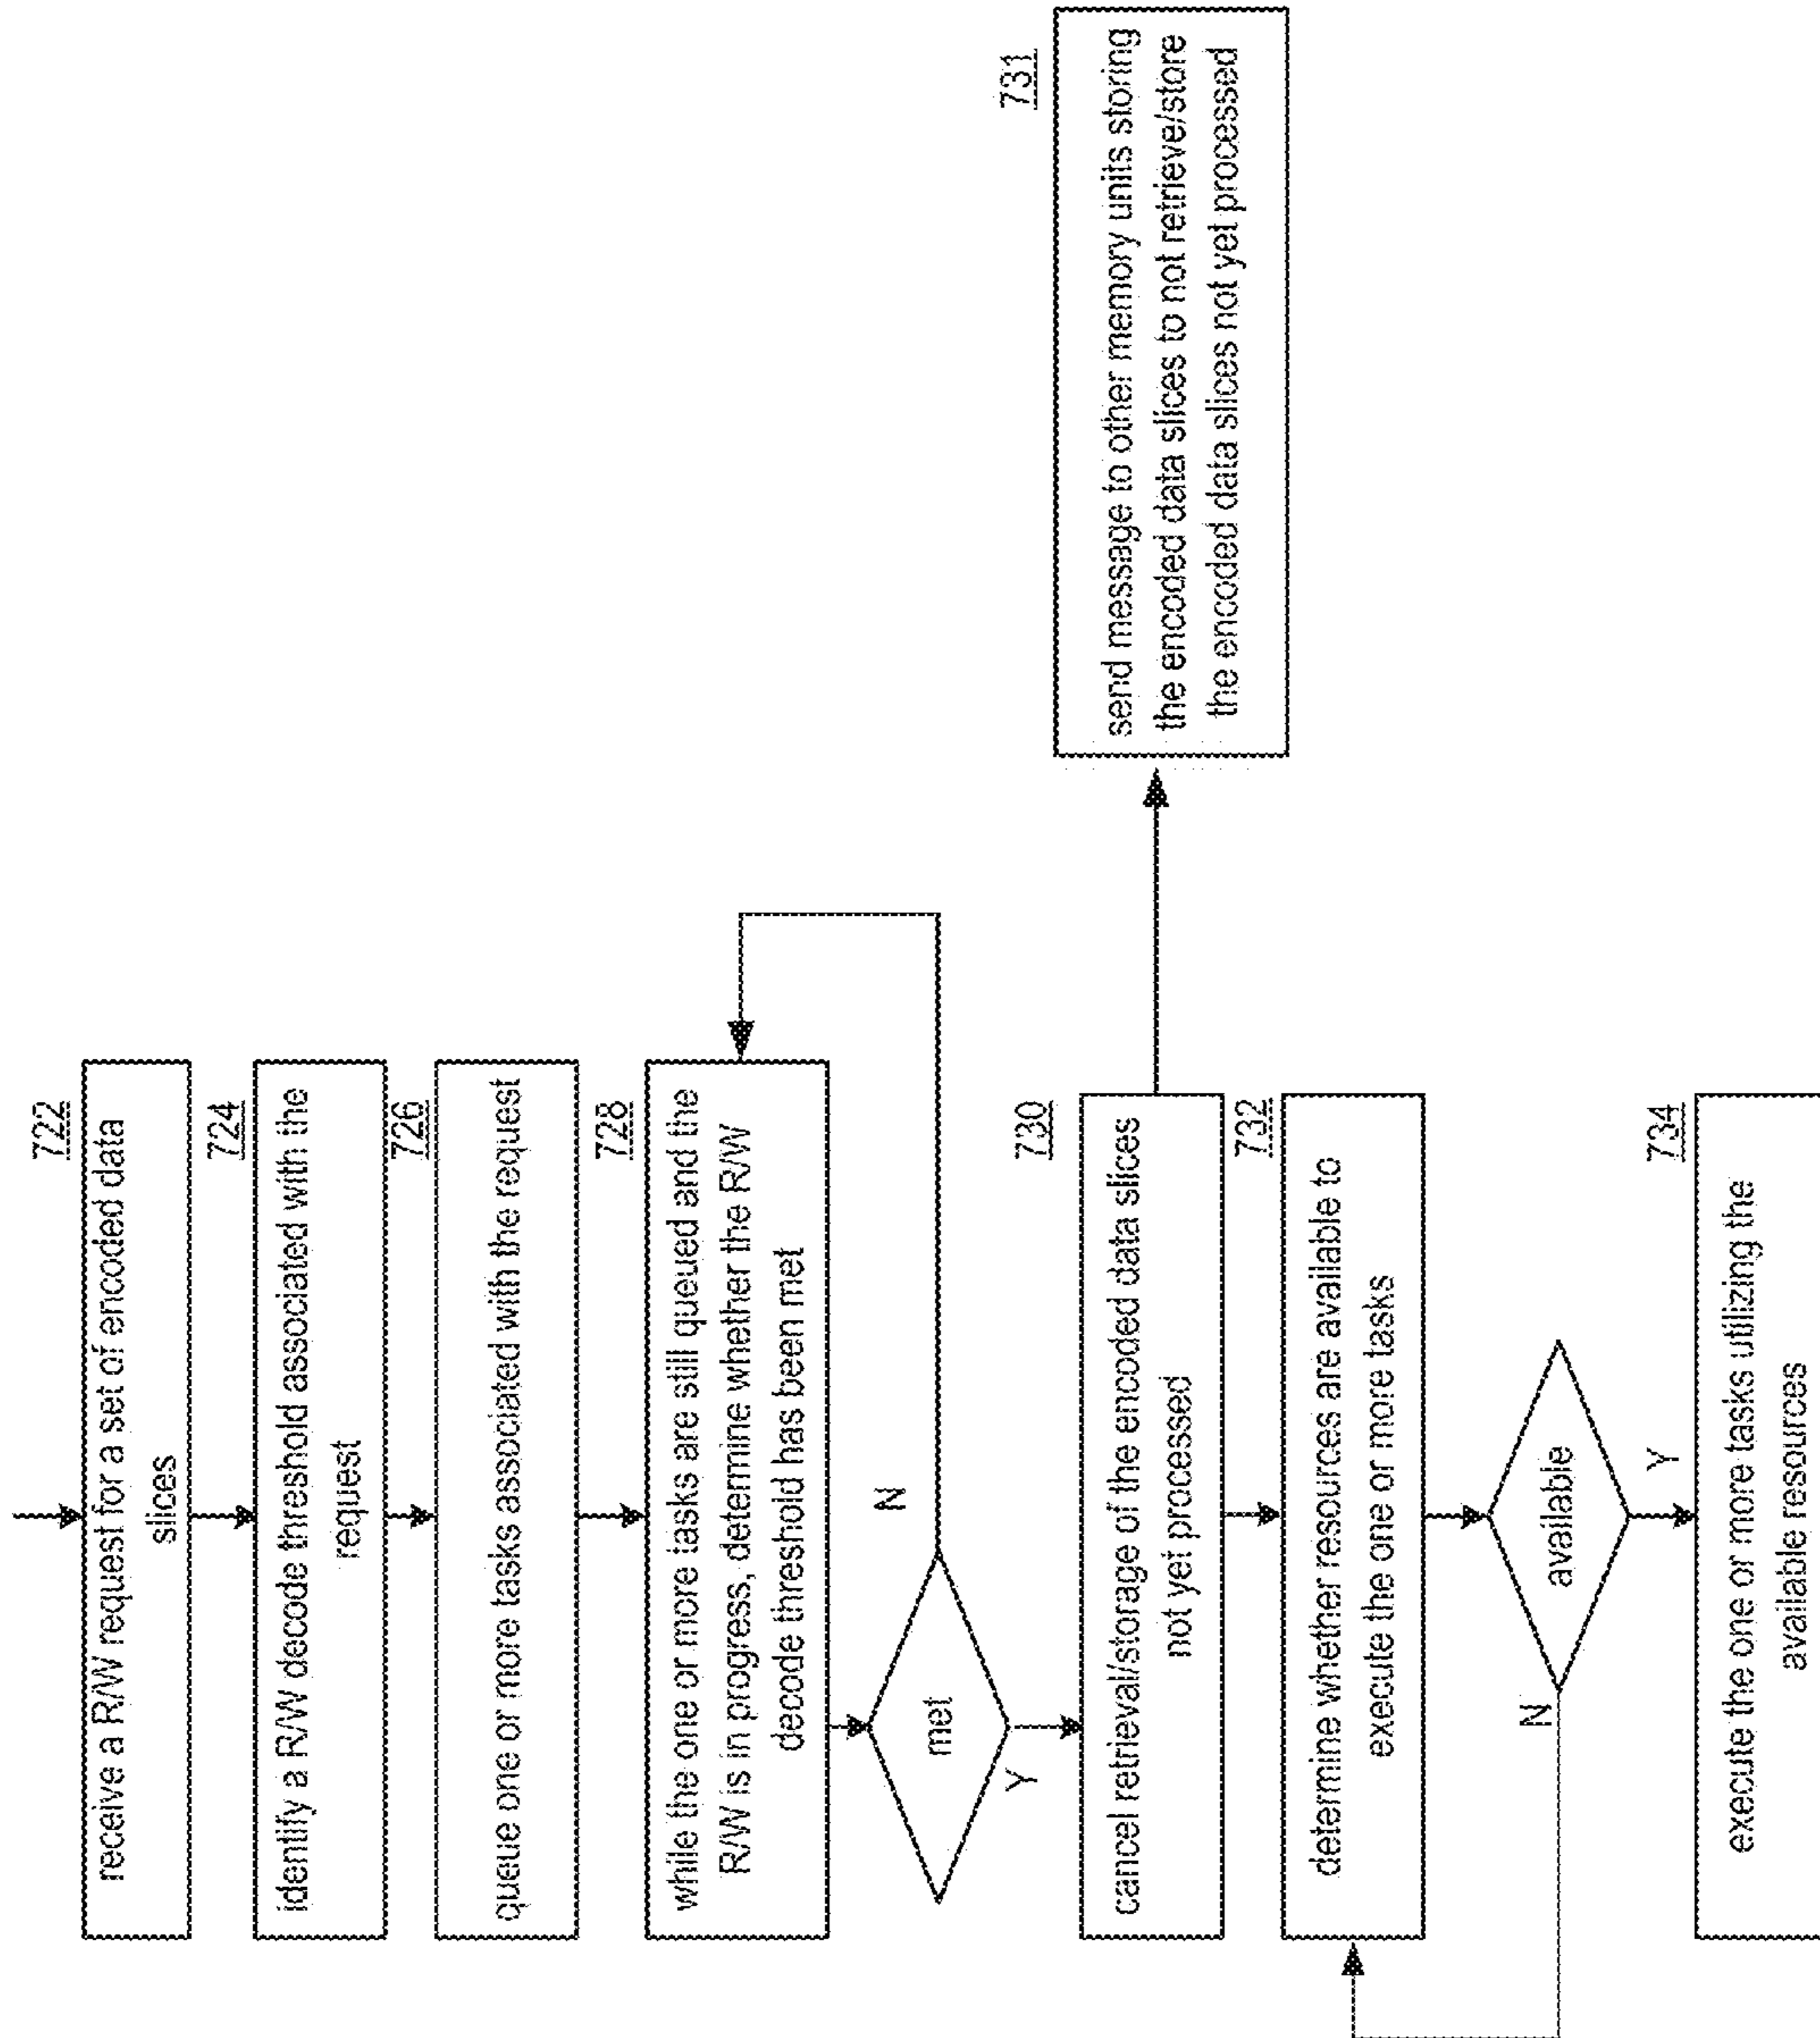 722
receive a R/W request for a set of encoded data
slices
724
identify a R/W decode threshold associated with the
request
726
queue one or more tasks associated with the request
728
while the one or more tasks are still queued and the
R/W is in progress, determine whether the R/W
decode threshold has been met
met
N
Y
730
cancel retrieval/storage of the encoded data slices
not yet processed
731
send message to other memory units storing
the encoded data slices to not retrieve/store
the encoded data slices not yet processed
732
determine whether resources are available to
execute the one or more tasks
available
N
Y
734
execute the one or more tasks utilizing the
available resources